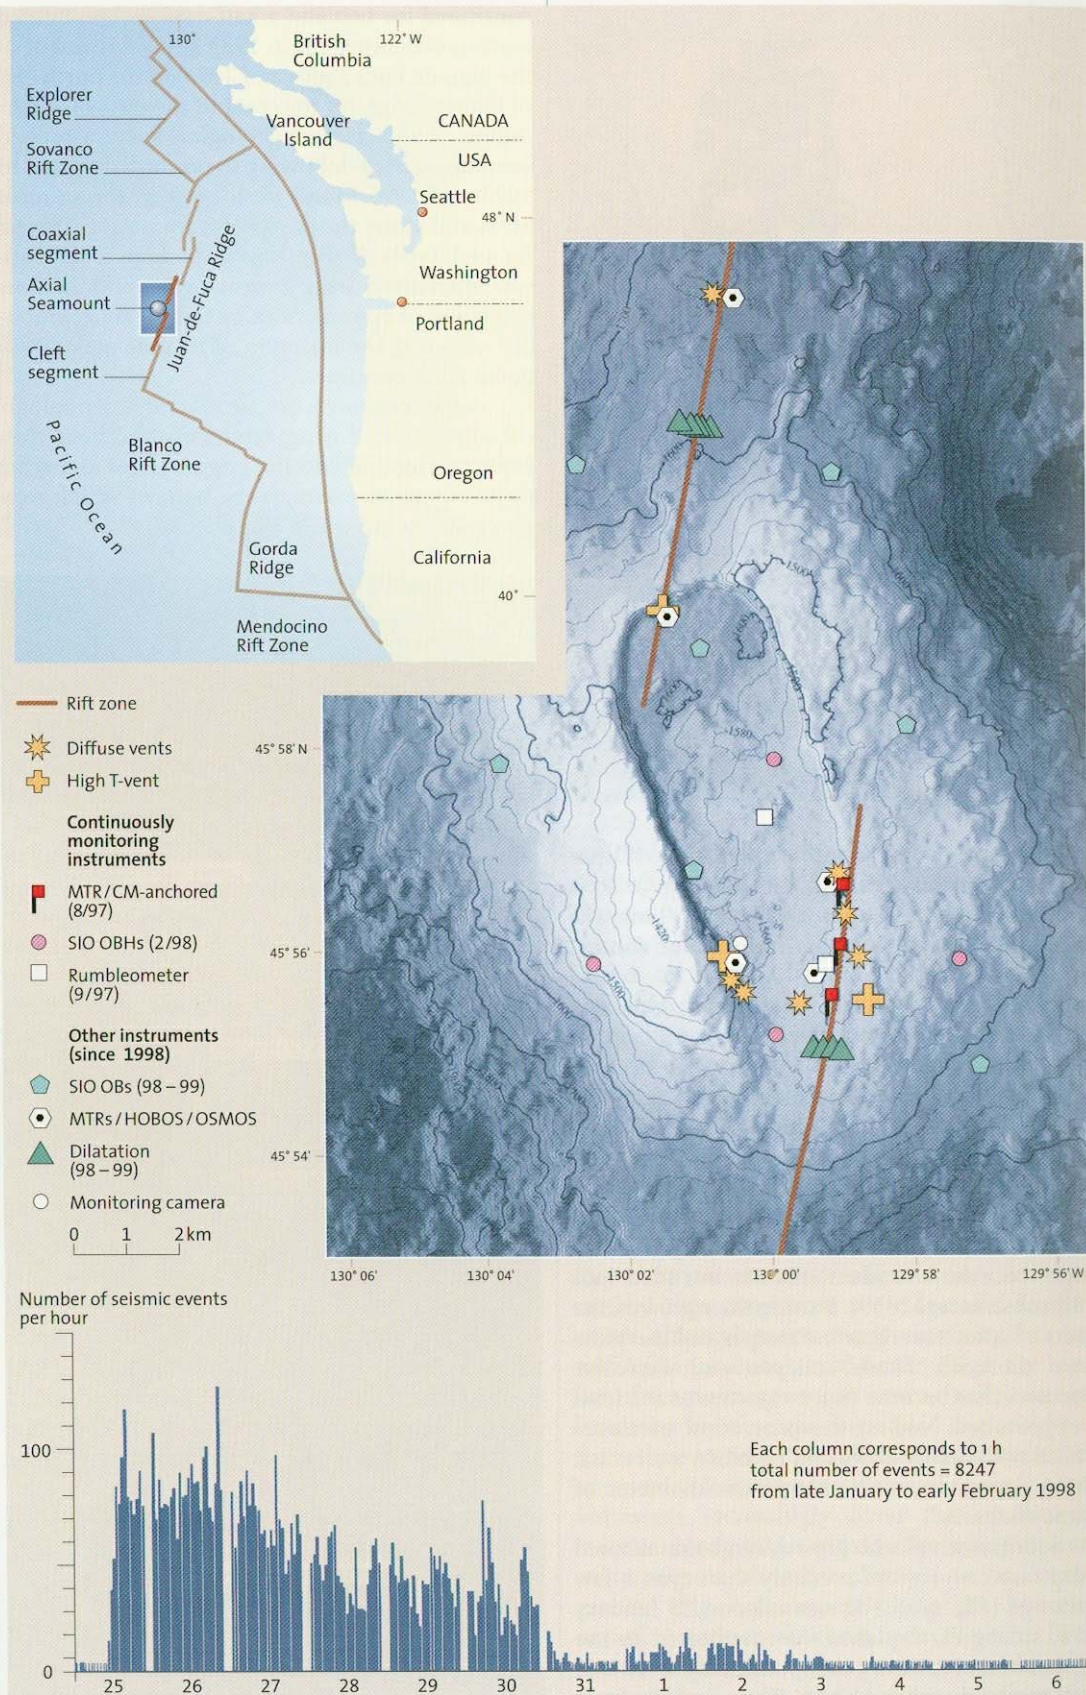 130°
122° W
British
Columbia
Explorer
Ridge
Vancouver
Island
CANADA
USA
Sovanco
Rift Zone
Seattle
48° N
Coaxial
segment
Juan-de-Fuca Ridge
Washington
Axial
Seamount
Portland
Cleft
segment
Pacific Ocean
Blanco
Rift Zone
Oregon
Gorda
Ridge
California
40°
Mendocino
Rift Zone
Rift zone
Diffuse vents
High T-vent
Continuously
monitoring
instruments
MTR/CM-anchored
(8/97)
SIO OBHs (2/98)
Rumbleometer
(9/97)
Other instruments
(since 1998)
SIO OBs (98 – 99)
MTRs / HOBOS / OSMOS
Dilatation
(98 – 99)
Monitoring camera
0 1 2 km
1500
1580
1420
1500
45° 58' N
45° 56'
45° 54'
130° 06'
130° 04'
130° 02'
130° 00'
129° 58'
129° 56' W
Number of seismic events
per hour
100
0
Each column corresponds to 1 h
total number of events = 8247
from late January to early February 1998
25 26 27 28 29 30 31 1 2 3 4 5 6